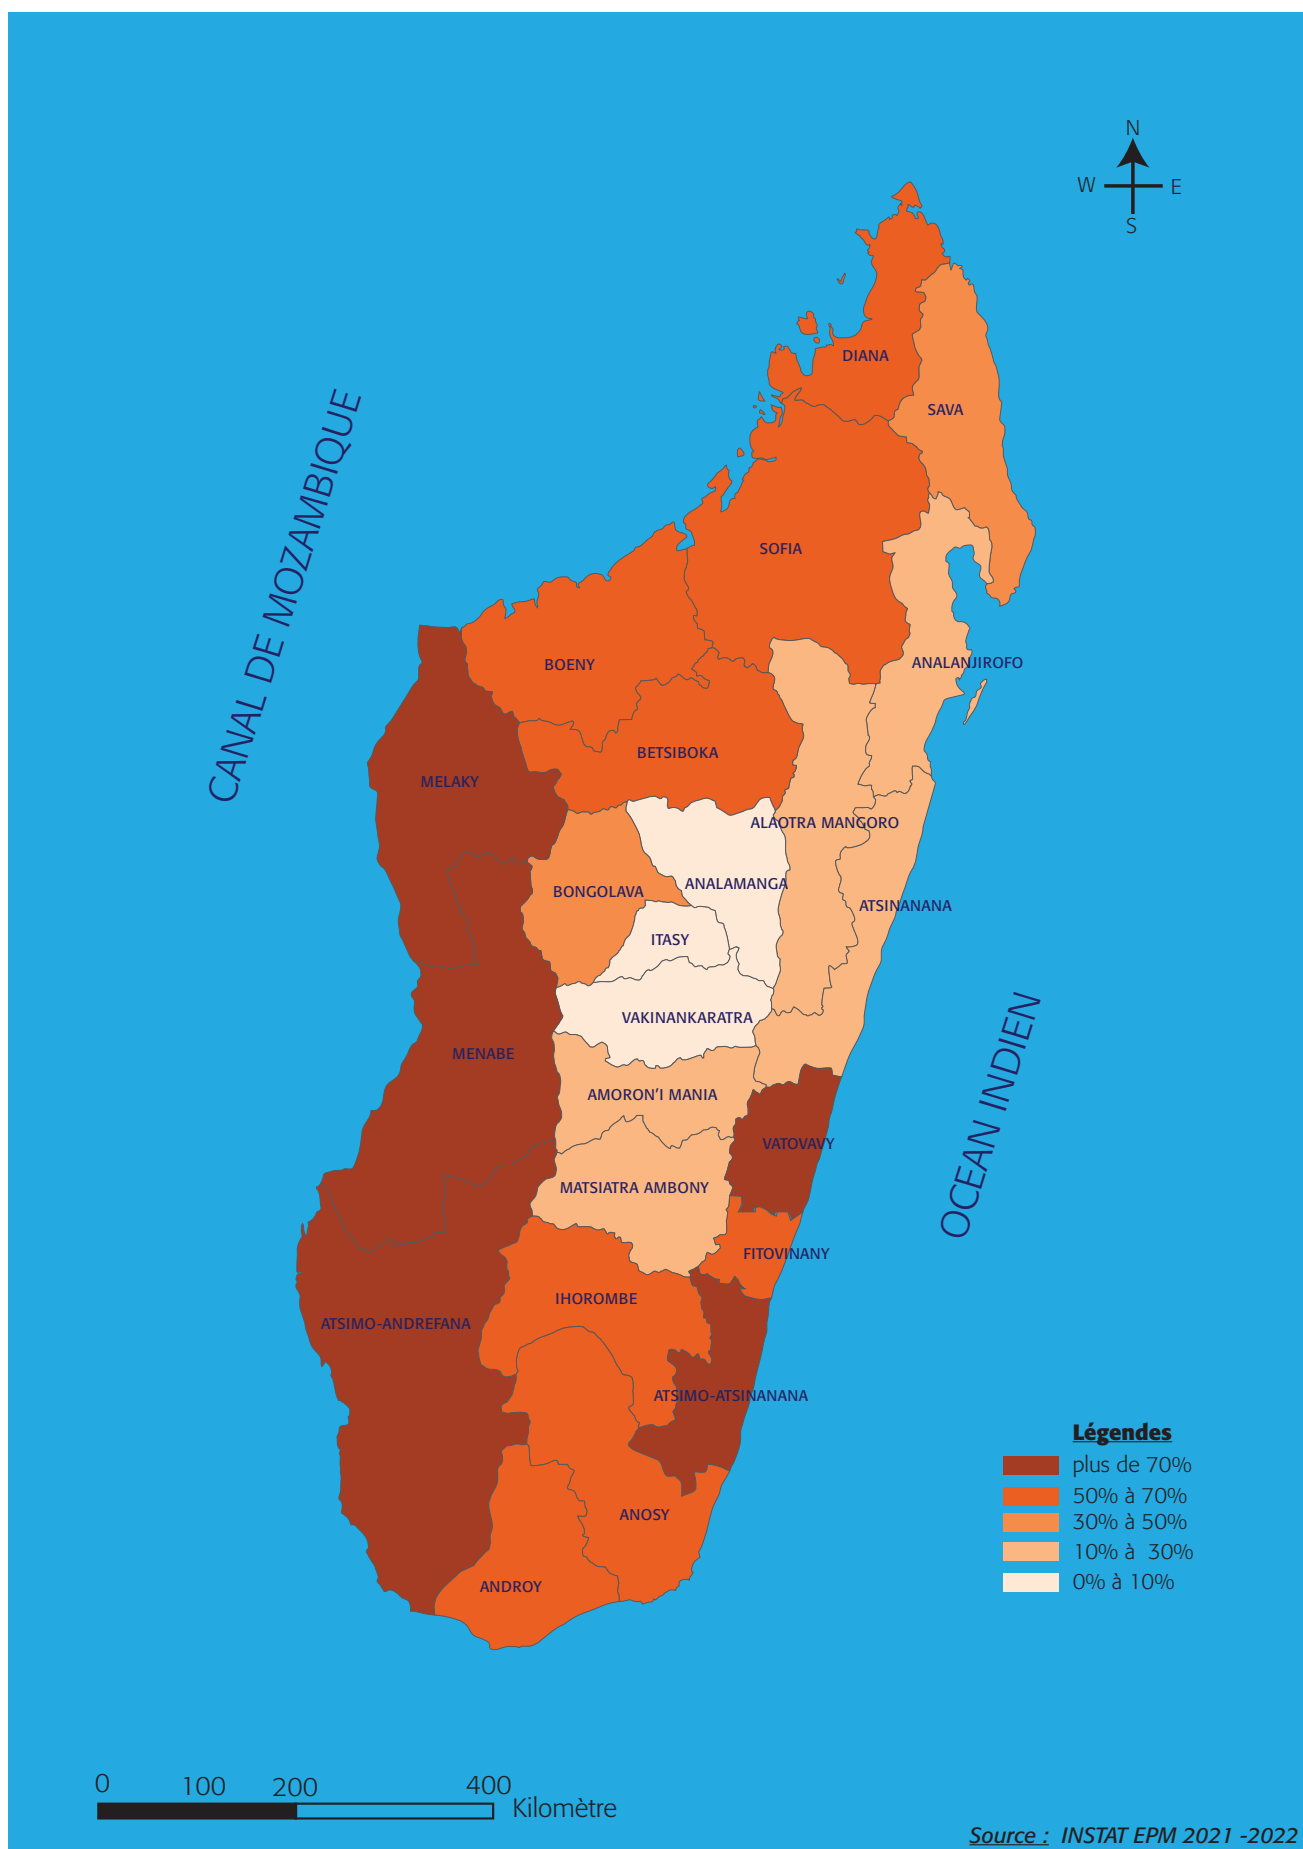 N
W E
S
DIANA
SAVA
CANAL DE MOZAMBIQUE
SOFIA
BOENY
ANALANJIROFO
BETSIBOKA
MELAKY
ALAOTRA MANGORO
ANALAMANGA
BONGOLAVA
ATSINANANA
ITASY
VAKINANKARATRA
MENABE
OCEAN INDIEN
AMORON'I MANIA
VATOVAVY
MATSIATRA AMBONY
FITOVINANY
IHOROMBE
ATSIMO-ANDREFANA
ATSIMO-ATSINANANA
ANOSY
ANDROY
Légendes
plus de 70%
50% à 70%
30% à 50%
10% à 30%
0% à 10%
0 100 200 400
Kilomètre
Source : INSTAT EPM 2021 -2022